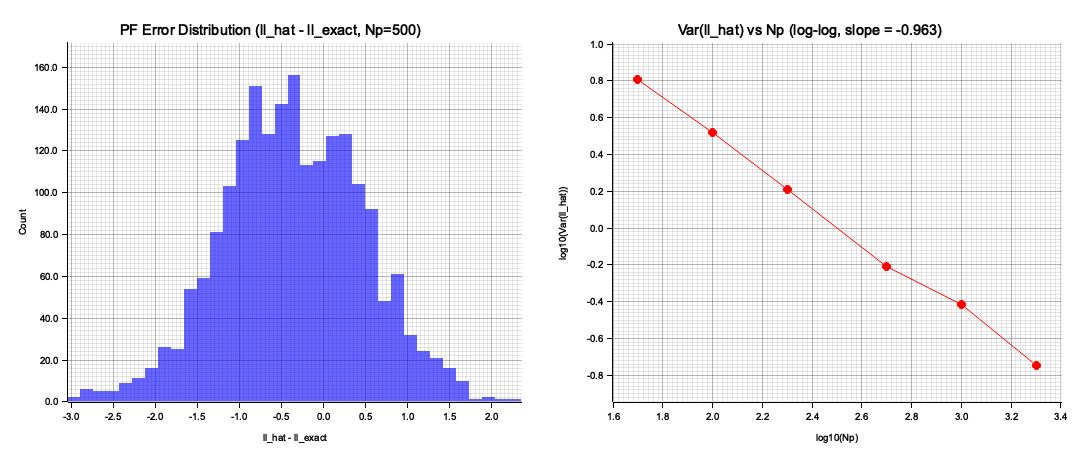 PF Error Distribution (ll_hat - ll_exact, Np=500)
160.0
140.0
120.0
100.0
80.0
60.0
40.0
20.0
0.0
Count
-3.0 -2.5 -2.0 -1.5 -1.0 -0.5 0.0 0.5 1.0 1.5 2.0
ll_hat - ll_exact
Var(ll_hat) vs Np (log-log, slope = -0.963)
1.0
0.8
0.6
0.4
0.2
0.0
-0.2
-0.4
-0.6
-0.8
log10(Var(ll_hat))
1.6 1.8 2.0 2.2 2.4 2.6 2.8 3.0 3.2 3.4
log10(Np)